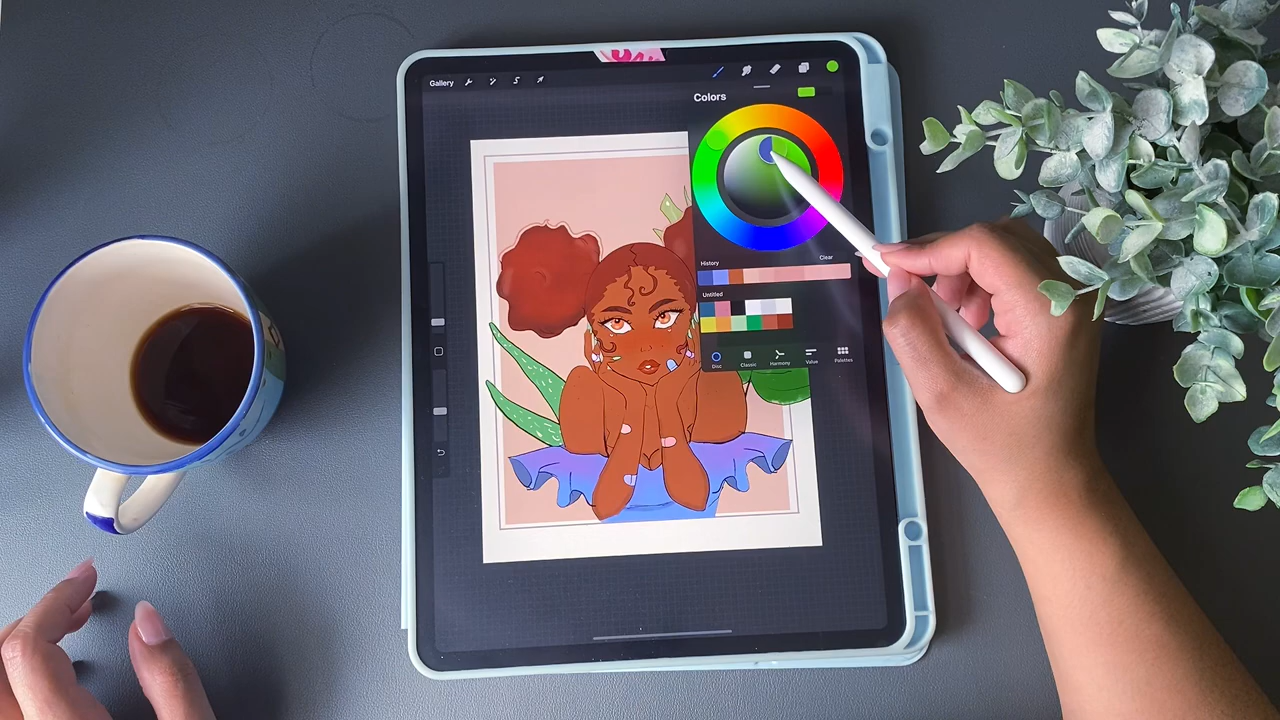 Gallery
Colors
History Clear
Untitled
Disc Classic Harmony Value Palettes